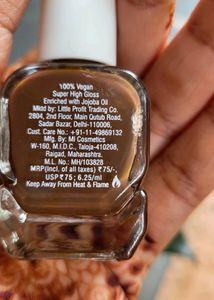 100% Vegan
Super High Gloss
Enriched with Jojoba Oil
Mktd by: Little Profit Trading Co.
2804, 2nd Floor, Main Qutub Road,
Sadar Bazar, Delhi-110006,
Cust. Care No.: +91-11-49869132
Mfg. By: MI Cosmetics
W-160, M.I.D.C., Taloja-410208,
Raigad, Maharashtra.
M.L. No.: MH/103828
MRP(incl. of all taxes) ₹75/-,
USP ₹75 ; 6.25/ml
Keep Away From Heat & Flame